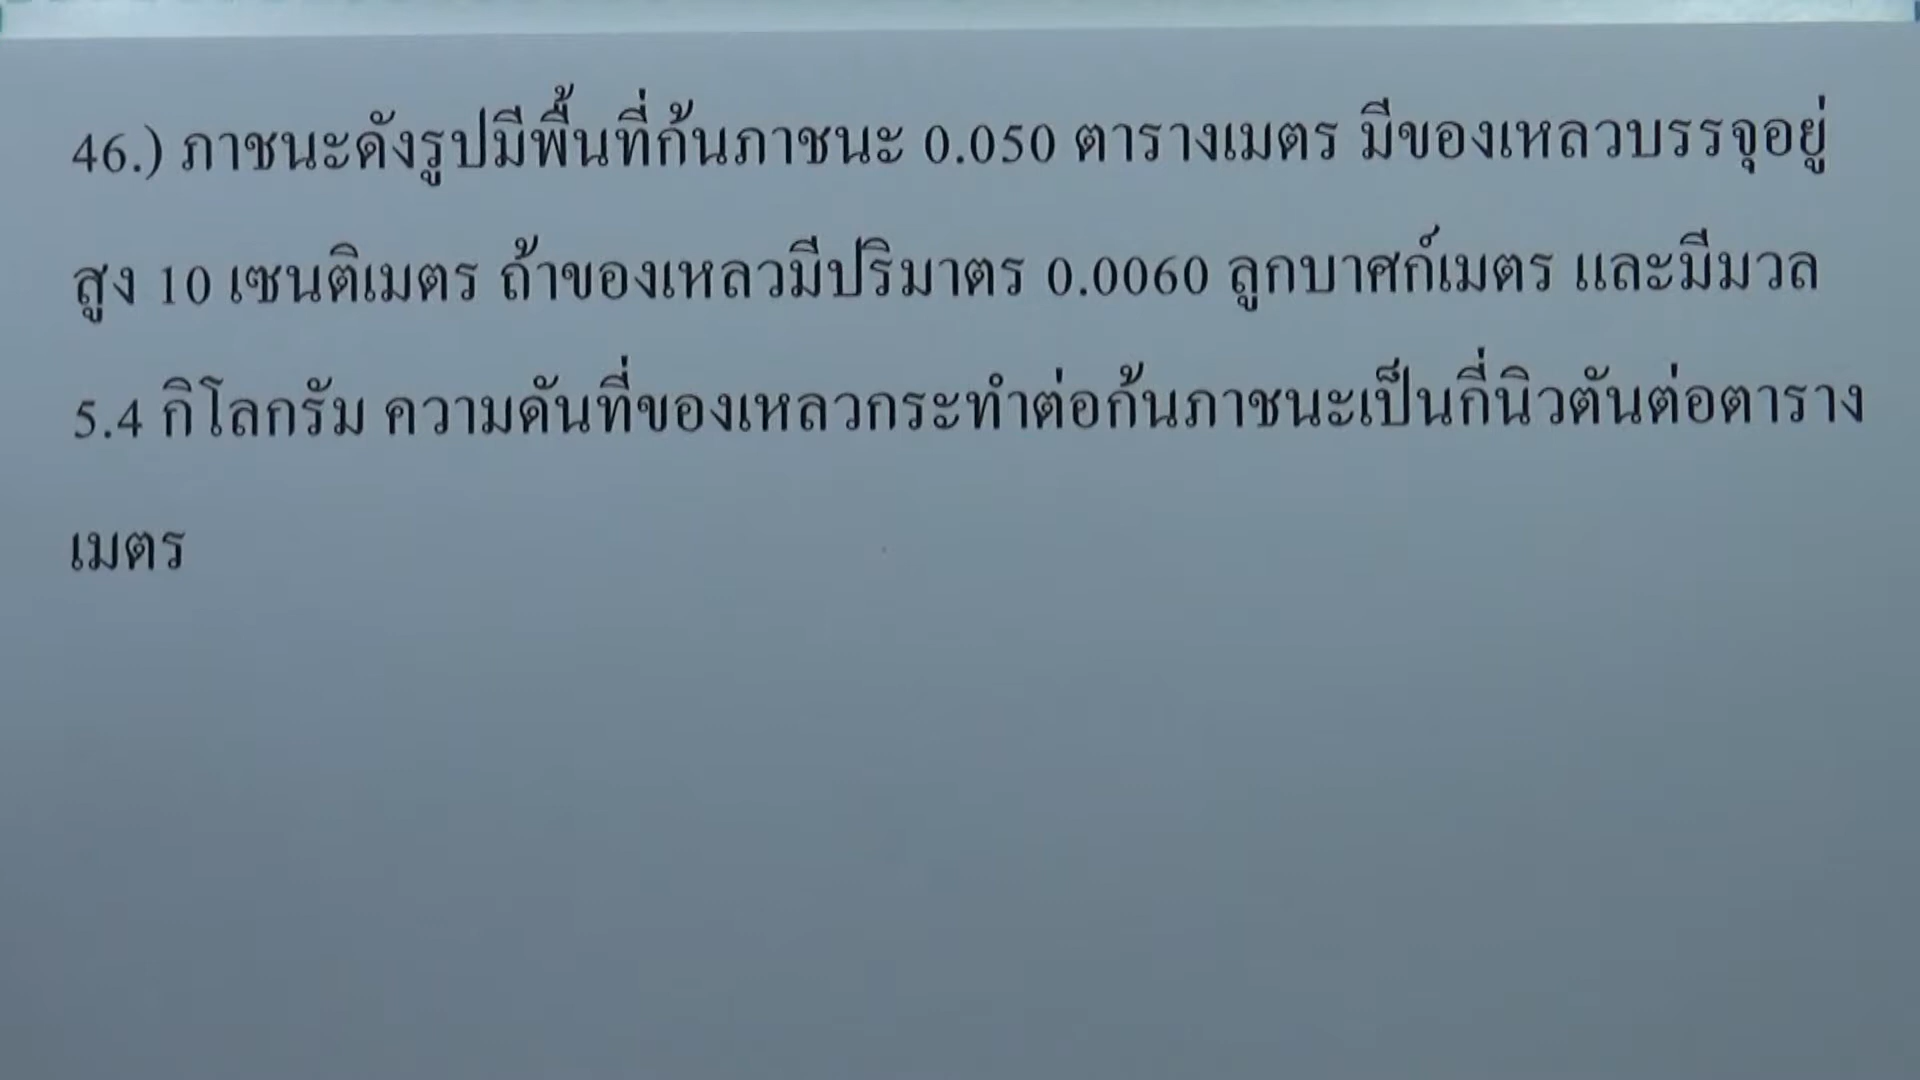 46.) ภาชนะดังรูปมีพื้นที่ก้นภาชนะ 0.050 ตารางเมตร มีของเหลวบรรจุอยู่
สูง 10 เซนติเมตร ถ้าของเหลวมีปริมาตร 0.0060 ลูกบาศก์เมตร และมีมวล
5.4 กิโลกรัม ความดันที่ของเหลวกระทำต่อก้นภาชนะเป็นกี่นิวตันต่อตาราง
เมตร